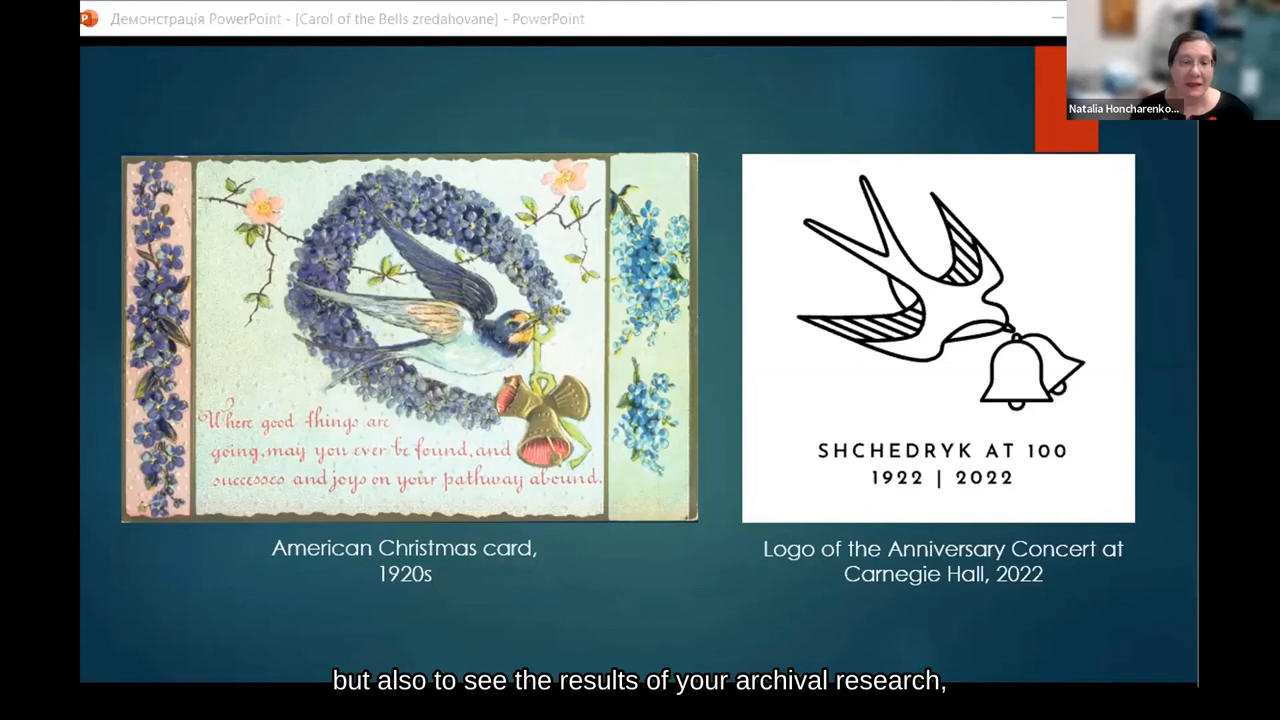 Демонстрація PowerPoint - [Carol of the Bells zredahovane] - PowerPoint
Natalia Honcharenko...
Where good things are
going, may you ever be found, and
successes and joys on your pathway abound.
SHCHEDRYK AT 100
1922 | 2022
American Christmas card,
1920s
Logo of the Anniversary Concert at
Carnegie Hall, 2022
but also to see the results of your archival research,